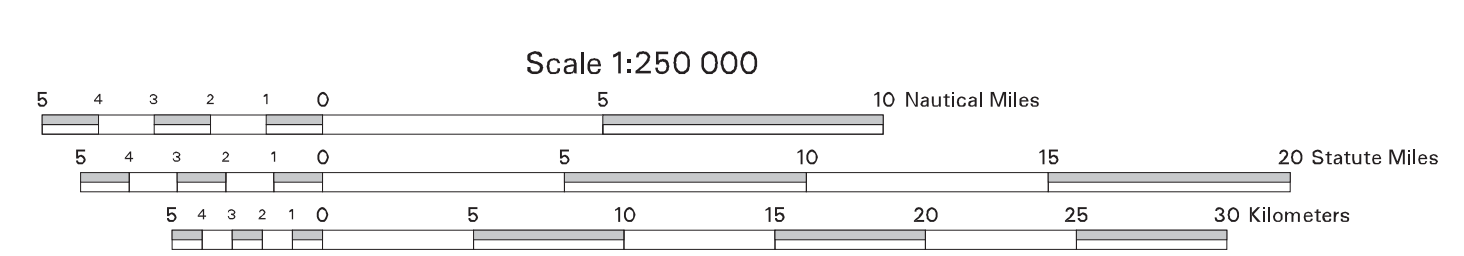 Scale 1:250 000
5 4 3 2 1 0 5 10 Nautical Miles
5 4 3 2 1 0 5 10 15 20 Statute Miles
5 4 3 2 1 0 5 10 15 20 25 30 Kilometers